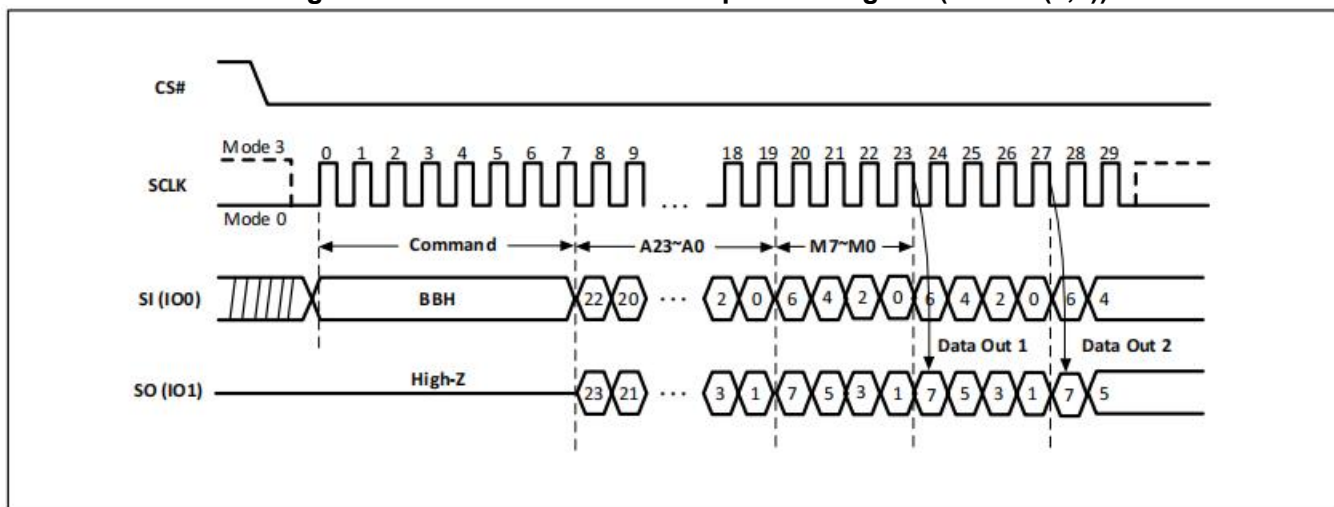 CS#
Mode 3
0 1 2 3 4 5 6 7 8 9 18 19 20 21 22 23 24 25 26 27 28 29
SCLK
...
Mode 0
Command A23~A0 M7~M0
SI (IO0) BBH 22 20 ... 2 0 6 4 2 0 6 4 2 0 6 4
Data Out 1 Data Out 2
High-Z
SO (IO1) 23 21 ... 3 1 7 5 3 1 7 5 3 1 7 5